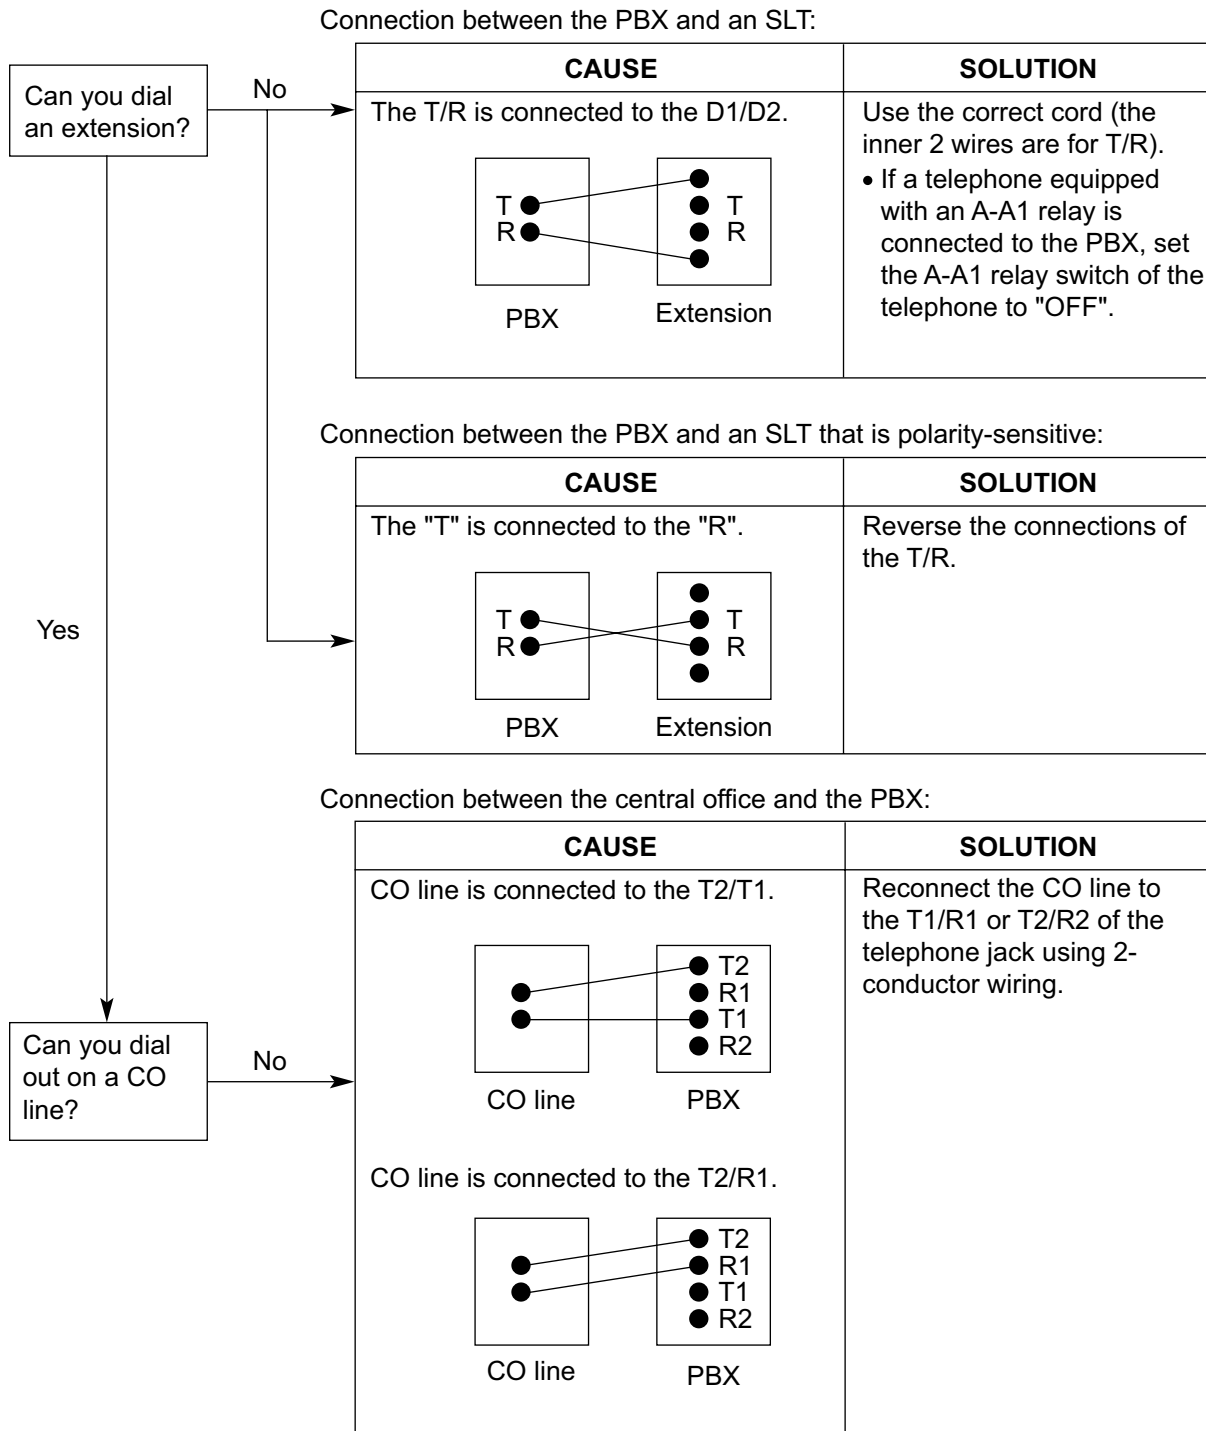 Connection between the PBX and an SLT:
Can you dial
an extension?
No
CAUSE
SOLUTION
The T/R is connected to the D1/D2.
T
R
T
R
PBX
Extension
Use the correct cord (the
inner 2 wires are for T/R).
• If a telephone equipped
with an A-A1 relay is
connected to the PBX, set
the A-A1 relay switch of the
telephone to "OFF".
Connection between the PBX and an SLT that is polarity-sensitive:
CAUSE
SOLUTION
The "T" is connected to the "R".
T
R
T
R
PBX
Extension
Reverse the connections of
the T/R.
Yes
Connection between the central office and the PBX:
Can you dial
out on a CO
line?
No
CAUSE
SOLUTION
CO line is connected to the T2/T1.
T2
R1
T1
R2
CO line
PBX
CO line is connected to the T2/R1.
T2
R1
T1
R2
CO line
PBX
Reconnect the CO line to
the T1/R1 or T2/R2 of the
telephone jack using 2-
conductor wiring.